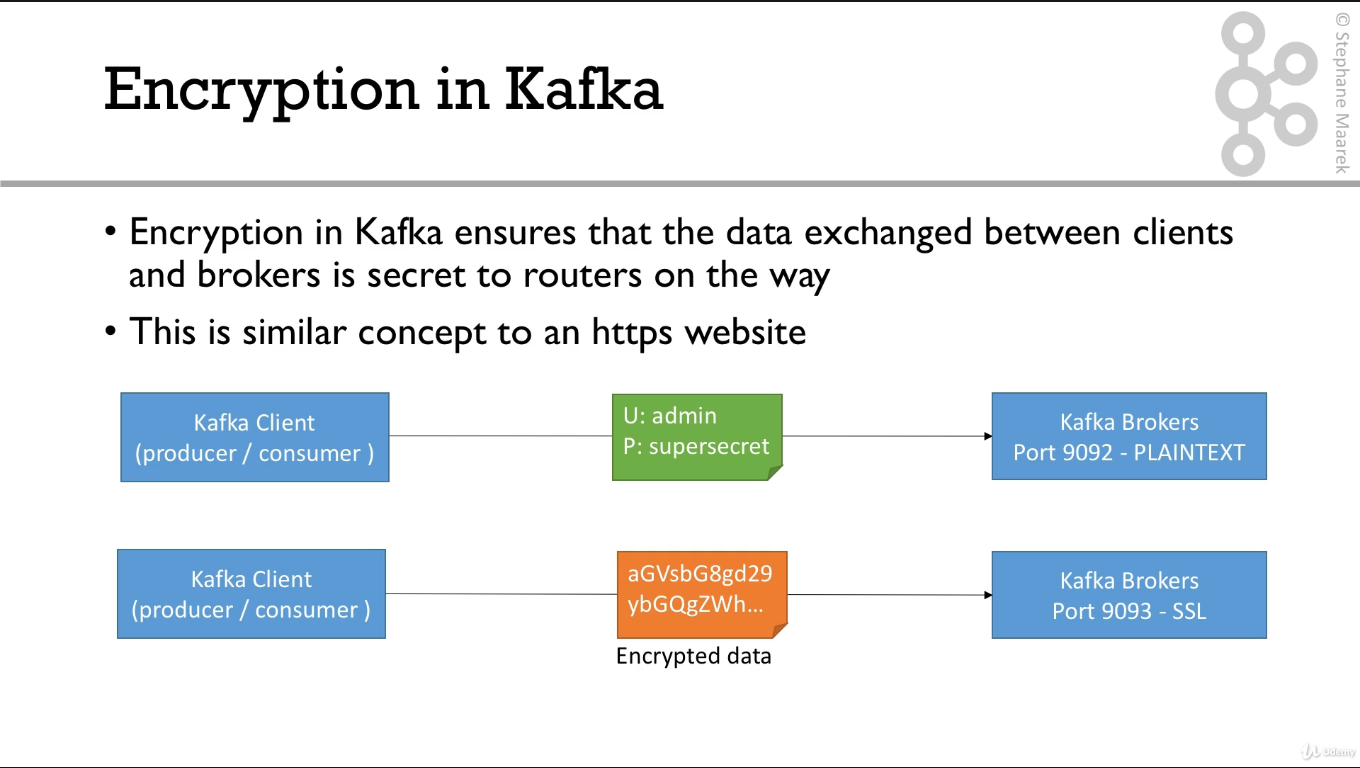 Encryption in Kafka
© Stephane Maarek
• Encryption in Kafka ensures that the data exchanged between clients
and brokers is secret to routers on the way
• This is similar concept to an https website
Kafka Client
(producer / consumer )
U: admin
P: supersecret
Kafka Brokers
Port 9092 - PLAINTEXT
Kafka Client
(producer / consumer )
aGVsbG8gd29
ybGQgZWh...
Encrypted data
Kafka Brokers
Port 9093 - SSL
Udemy